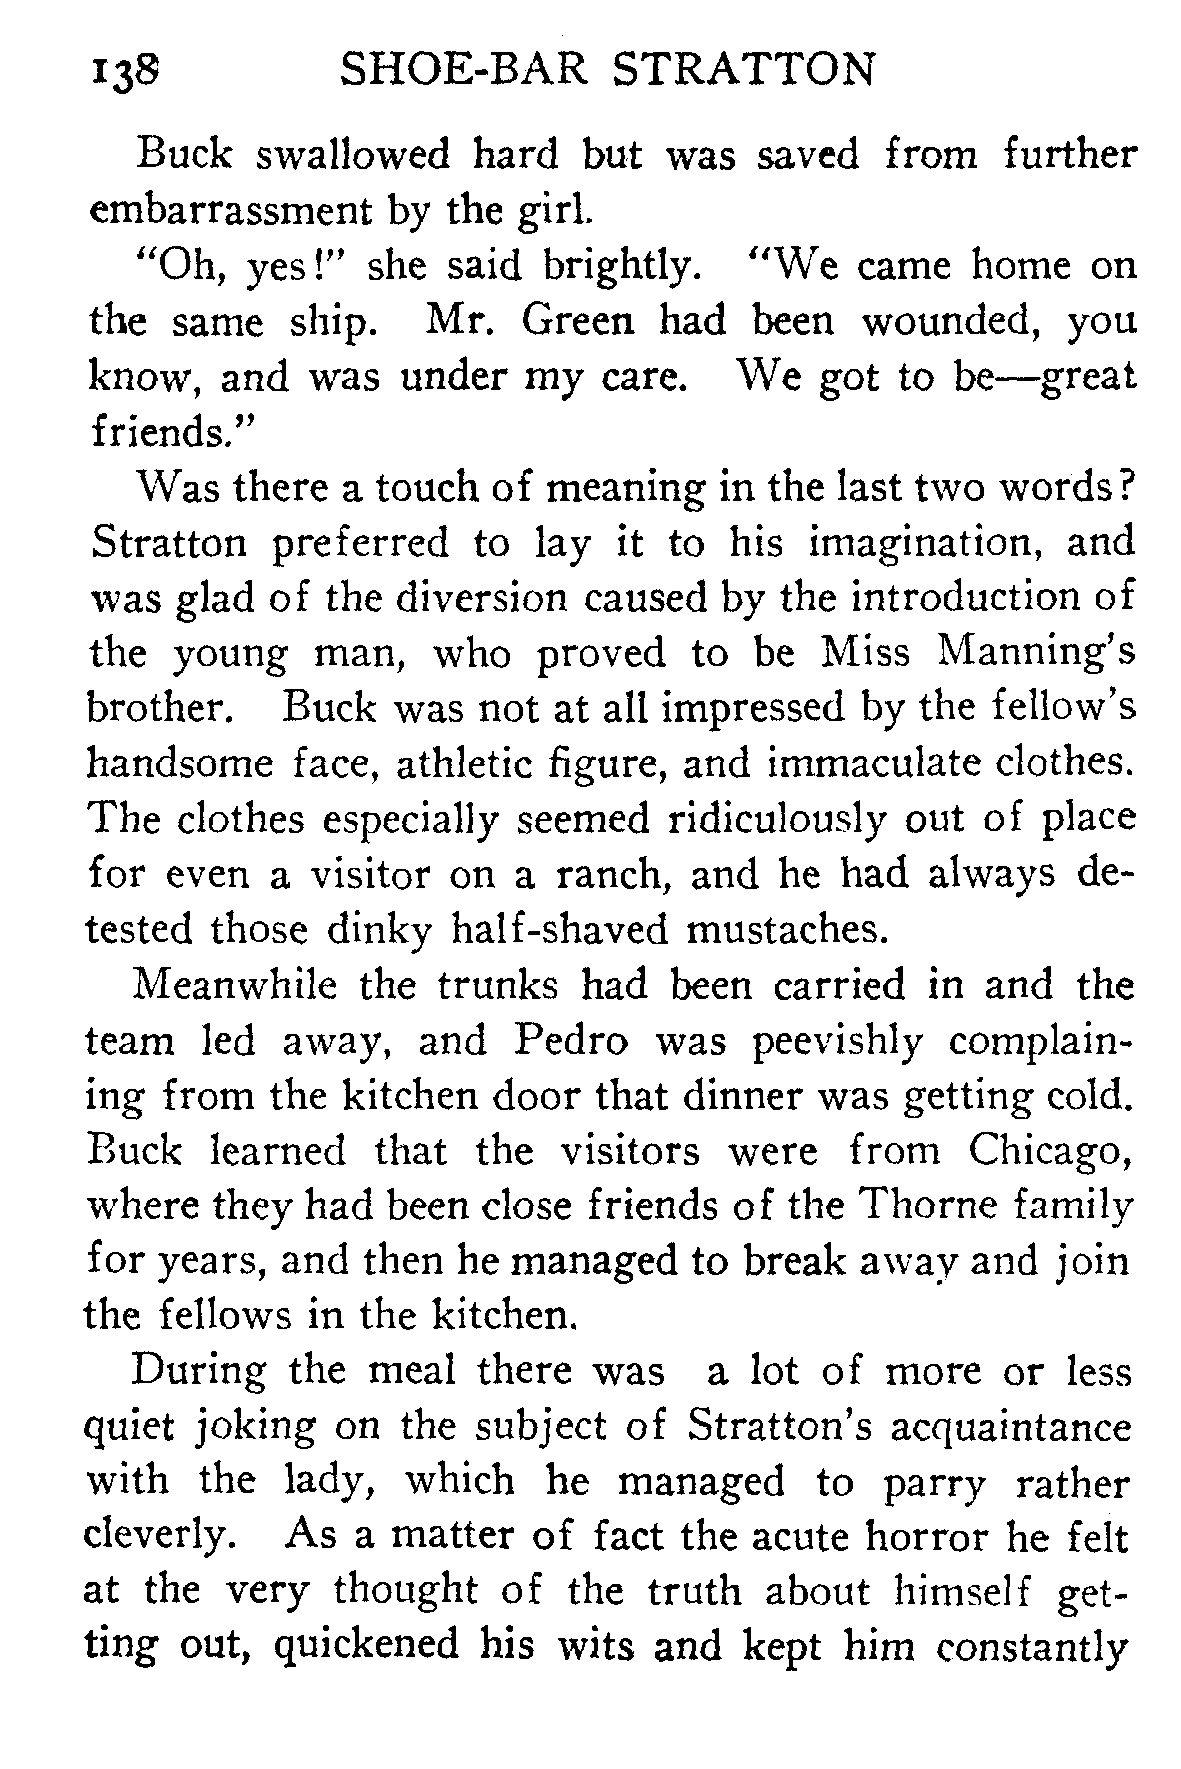 138 SHOE-BAR STRATTON
Buck swallowed hard but was saved from further
embarrassment by the girl.
"Oh, yes!" she said brightly. "We came home on
the same ship. Mr. Green had been wounded, you
know, and was under my care. We got to be—great
friends."
Was there a touch of meaning in the last two words?
Stratton preferred to lay it to his imagination, and
was glad of the diversion caused by the introduction of
the young man, who proved to be Miss Manning's
brother. Buck was not at all impressed by the fellow's
handsome face, athletic figure, and immaculate clothes.
The clothes especially seemed ridiculously out of place
for even a visitor on a ranch, and he had always de-
tested those dinky half-shaved mustaches.
Meanwhile the trunks had been carried in and the
team led away, and Pedro was peevishly complain-
ing from the kitchen door that dinner was getting cold.
Buck learned that the visitors were from Chicago,
where they had been close friends of the Thorne family
for years, and then he managed to break away and join
the fellows in the kitchen.
During the meal there was a lot of more or less
quiet joking on the subject of Stratton's acquaintance
with the lady, which he managed to parry rather
cleverly. As a matter of fact the acute horror he felt
at the very thought of the truth about himself get-
ting out, quickened his wits and kept him constantly